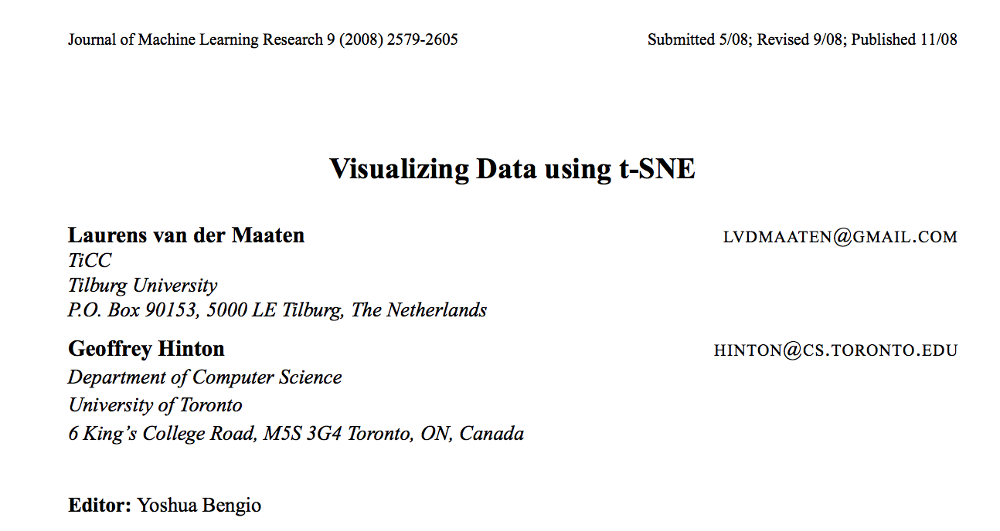 Journal of Machine Learning Research 9 (2008) 2579-2605 Submitted 5/08; Revised 9/08; Published 11/08
Visualizing Data using t-SNE
Laurens van der Maaten LVDMAATEN@GMAIL.COM
TiCC
Tilburg University
P.O. Box 90153, 5000 LE Tilburg, The Netherlands
Geoffrey Hinton HINTON@CS.TORONTO.EDU
Department of Computer Science
University of Toronto
6 King's College Road, M5S 3G4 Toronto, ON, Canada
Editor: Yoshua Bengio